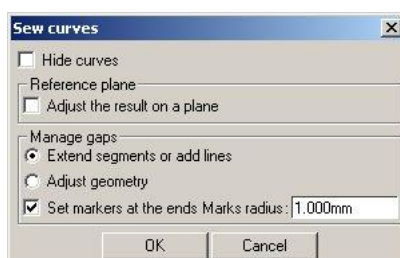 Sew curves
Hide curves
Reference plane
Adjust the result on a plane
Manage gaps
Extend segments or add lines
Adjust geometry
Set markers at the ends Marks radius: 1.000mm
OK Cancel